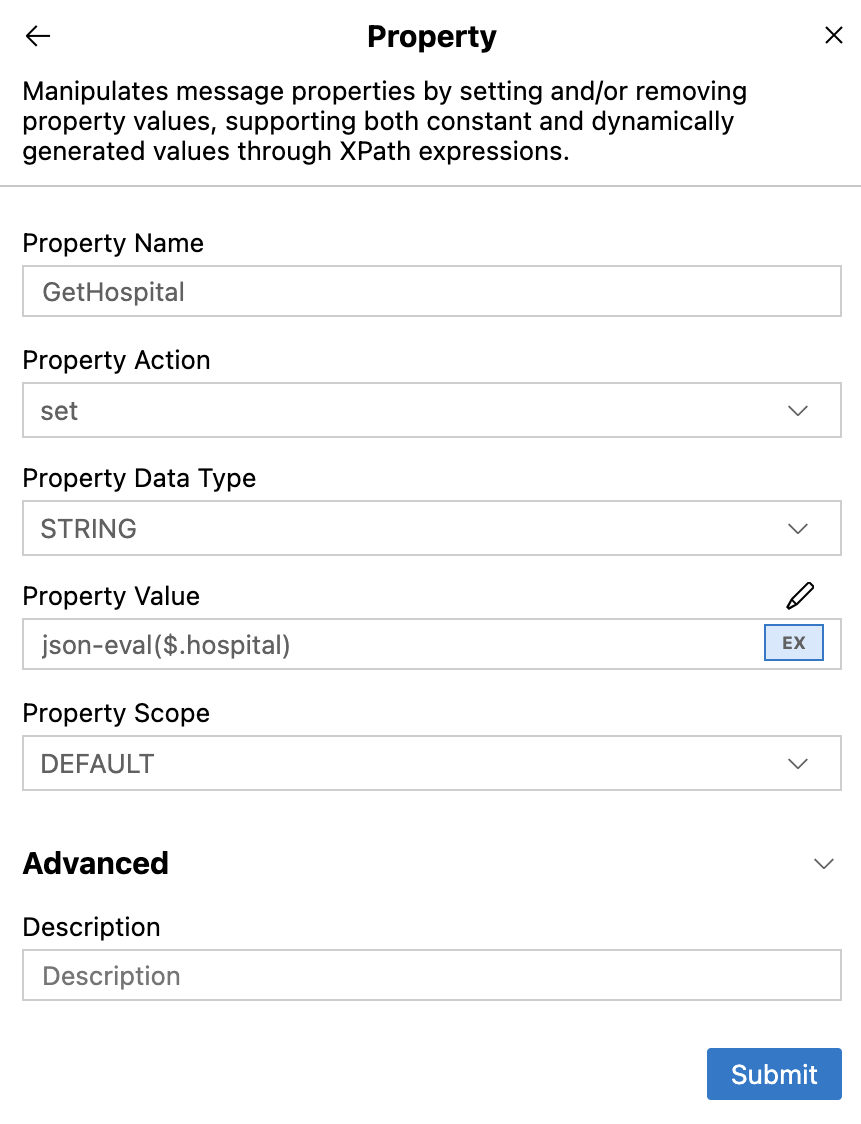 Property
Manipulates message properties by setting and/or removing
property values, supporting both constant and dynamically
generated values through XPath expressions.
Property Name
GetHospital
Property Action
set
Property Data Type
STRING
Property Value
json-eval($.hospital)
EX
Property Scope
DEFAULT
Advanced
Description
Description
Submit